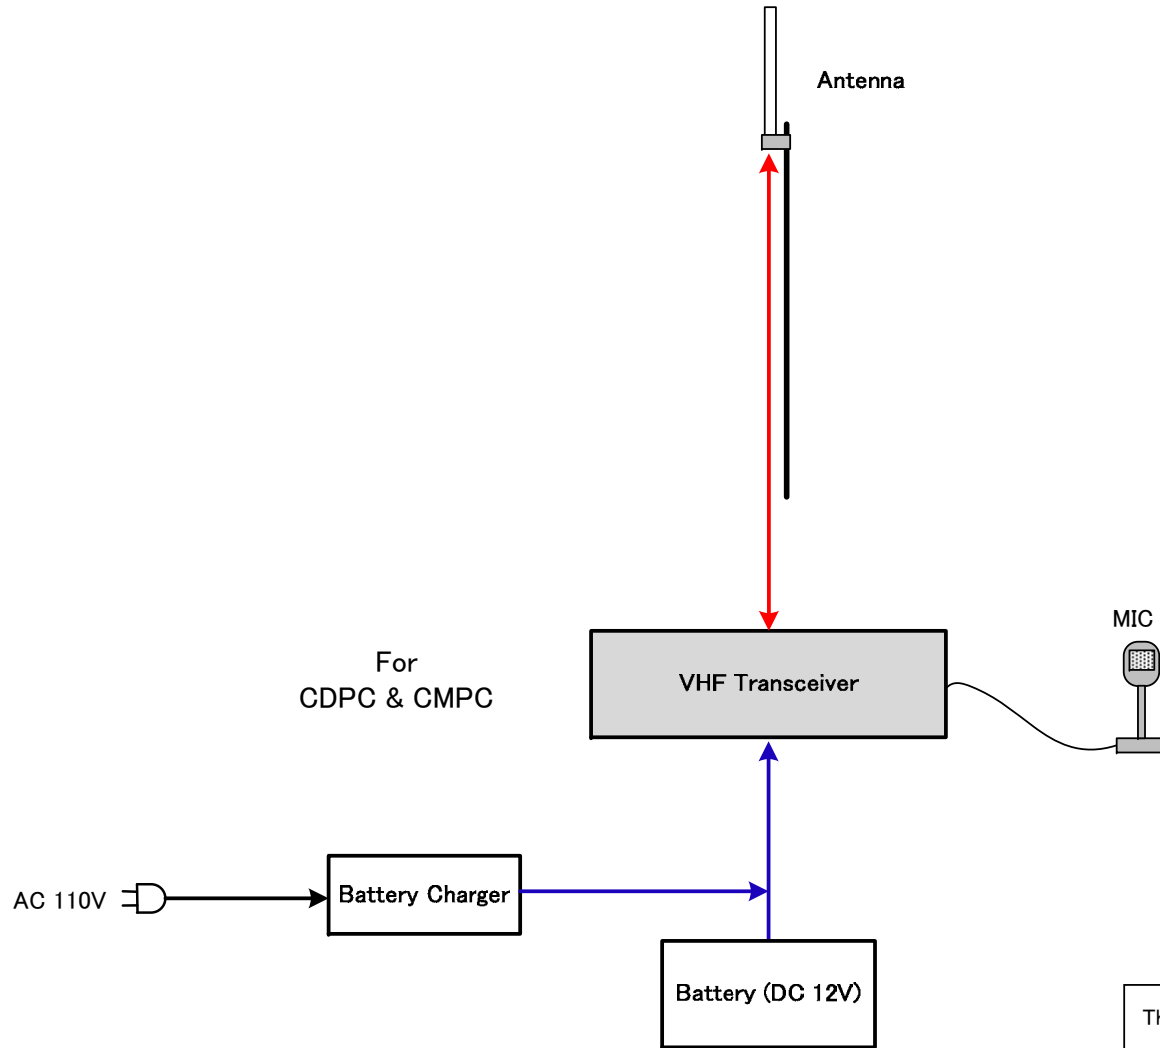 Antenna
MIC
For
CDPC & CMPC
VHF Transceiver
AC 110V
Battery Charger
Battery (DC 12V)